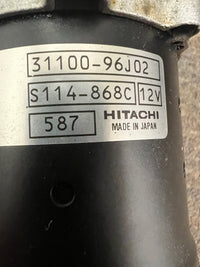 31100-96J02
S114-868C 12V
587 HITACHI
MADE IN JAPAN